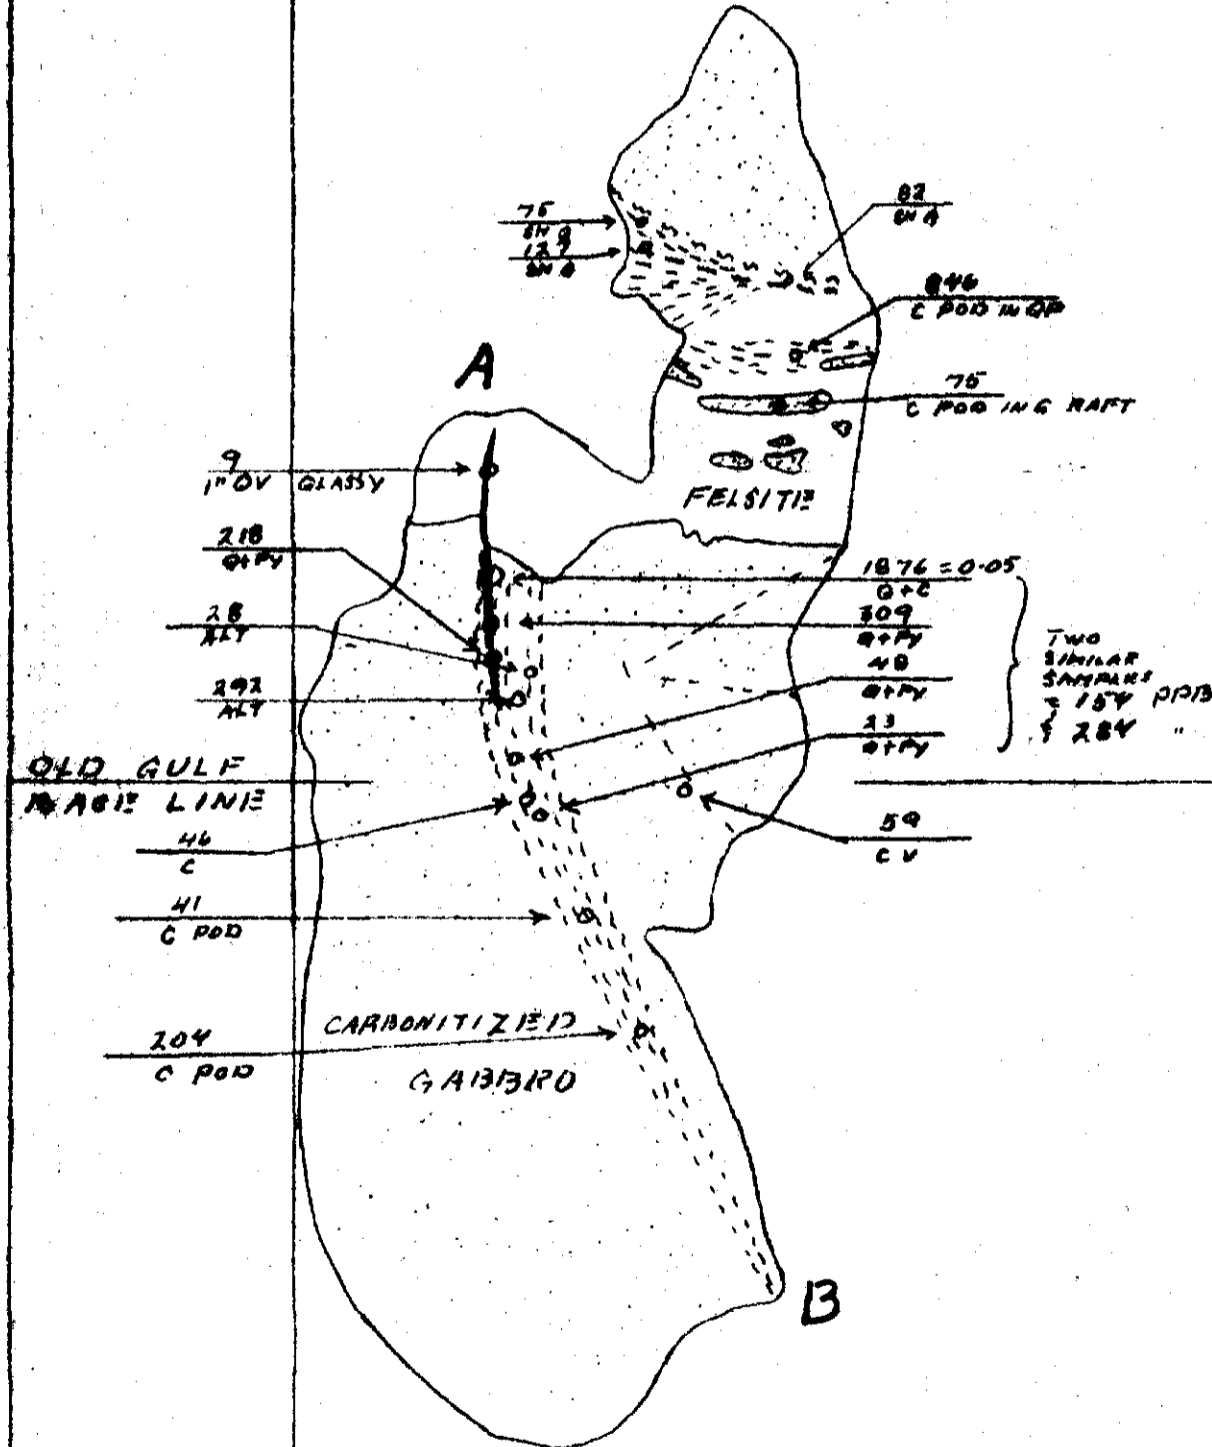 75
SH Q
127
SH Q
82
SH Q
846
C POD IN QP
75
C POD IN G RAFT
A
9
1" QV GLASSY
FELSITE
218
Q+PY
1876 = 0.05
Q+C
28
ALT
309
Q+PY
48
Q+PY
292
ALT
23
Q+PY
TWO
SIMILAR
SAMPLES
= 154 PPB
& 284 "
OLD GULF
BASE LINE
46
C
59
C V
41
C POD
204
C POD
CARBONITIZED
GABBRO
B